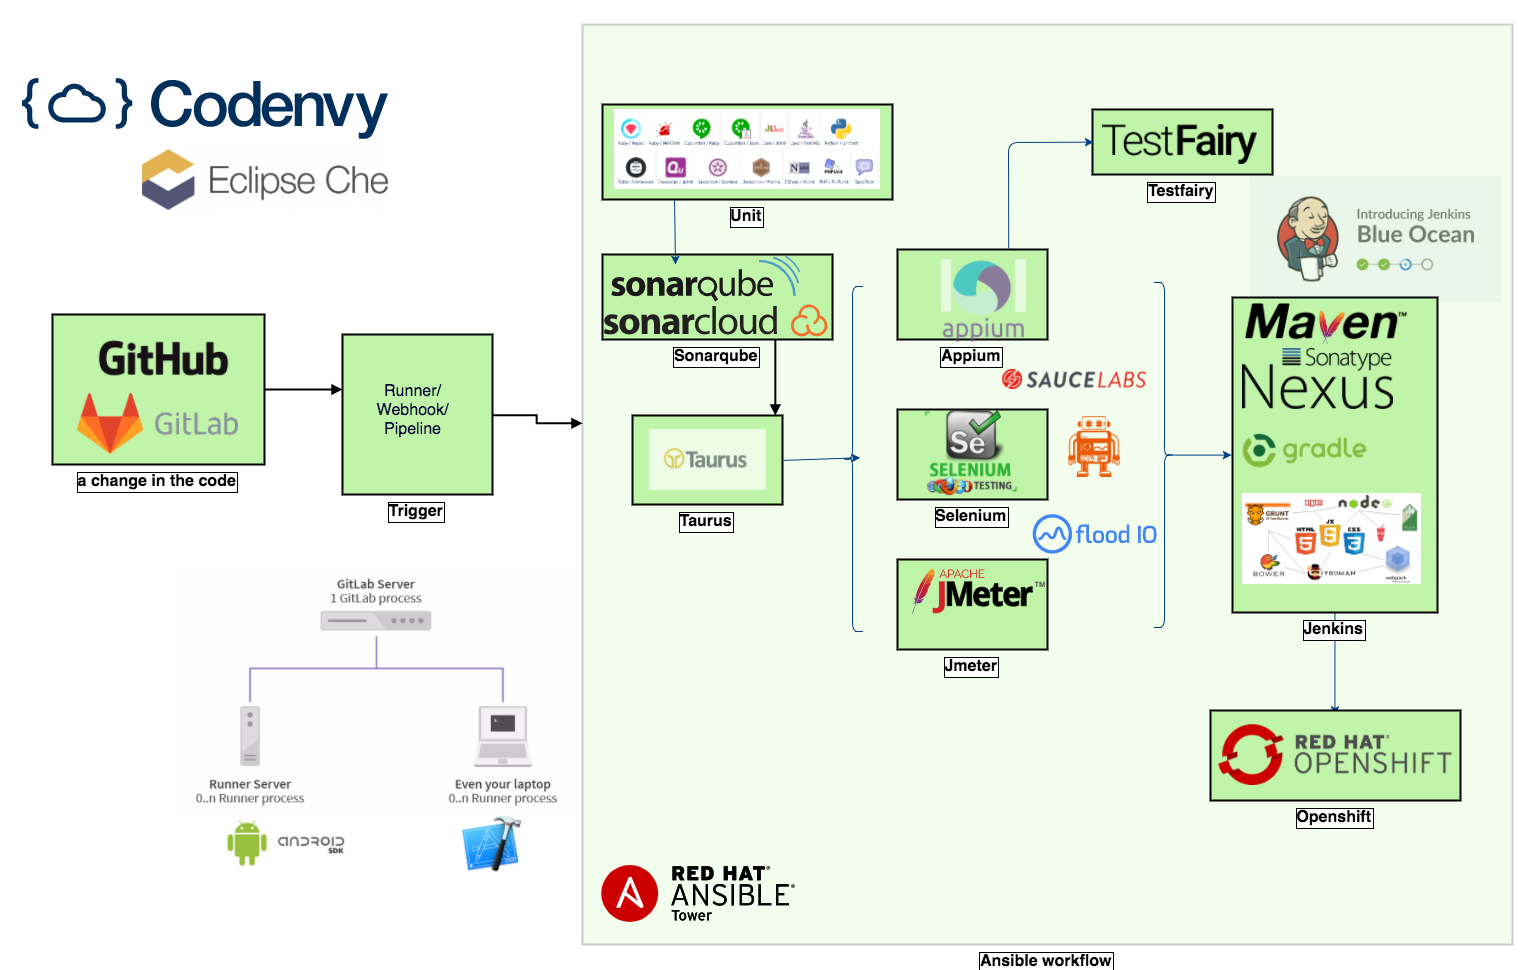 { } Codenvy
Eclipse Che
GitHub
GitLab
a change in the code
Runner/
Webhook/
Pipeline
Trigger
GitLab Server
1 GitLab process
Runner Server
0..n Runner process
Even your laptop
0..n Runner process
ANDROID
SDK
Unit
sonarqube
sonarcloud
Sonarqube
Taurus
Taurus
appium
Appium
TestFairy
Testfairy
SAUCELABS
Se
SELENIUM
TESTING
Selenium
flood IO
APACHE
JMeter™
Jmeter
Introducing Jenkins
Blue Ocean
Maven™
Sonatype
Nexus
gradle
GRUNT
node
HTML
5
JS
5
CSS
3
BOWER
YEOMAN
webpack
Jenkins
RED HAT®
OPENSHIFT
Openshift
RED HAT®
ANSIBLE®
Tower
Ansible workflow